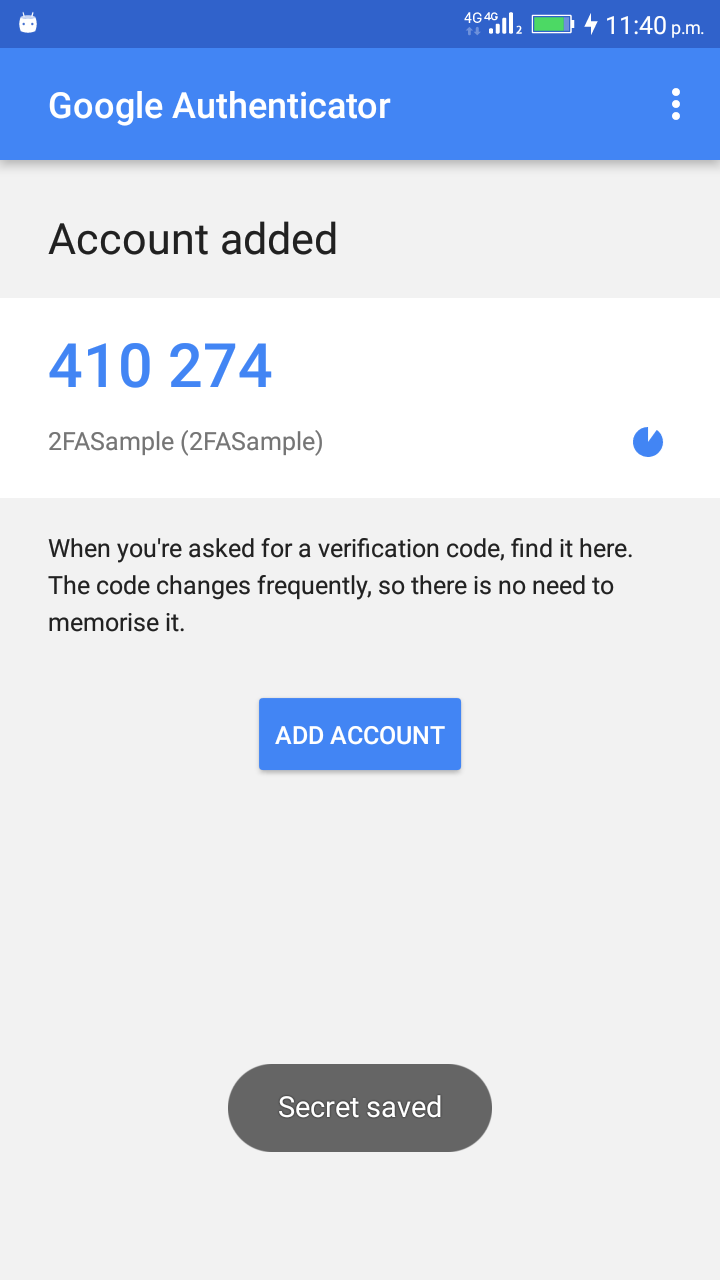 4G 4G 2 11:40 p.m.
Google Authenticator
Account added
410 274
2FASample (2FASample)
When you're asked for a verification code, find it here.
The code changes frequently, so there is no need to
memorise it.
ADD ACCOUNT
Secret saved